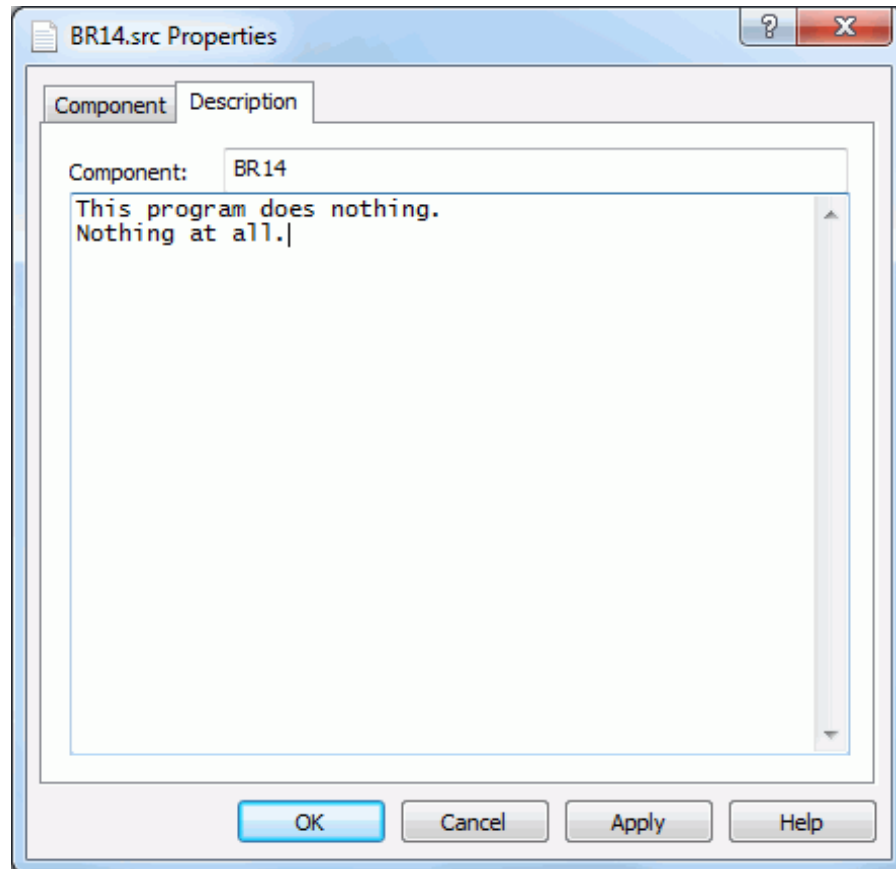 BR14.src Properties
Component Description
Component: BR14
This program does nothing.
Nothing at all.
OK Cancel Apply Help